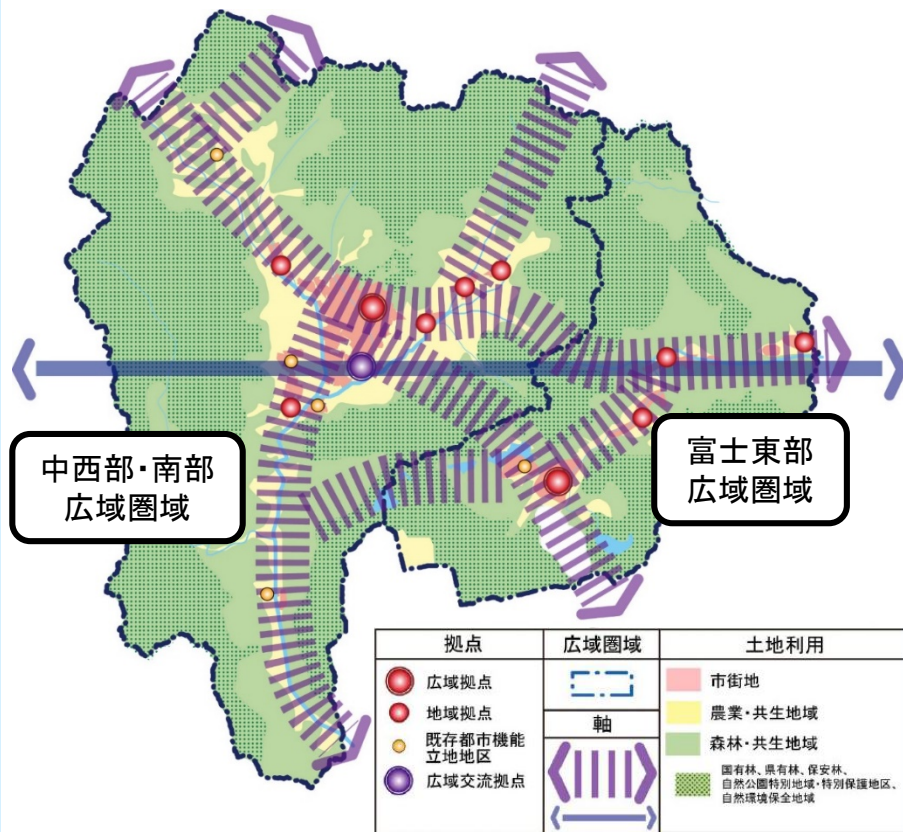 中西部・南部
広域圏域
富士東部
広域圏域
拠点
広域拠点
地域拠点
既存都市機能
立地地区
広域交流拠点
広域圏域
軸
土地利用
市街地
農業・共生地域
森林・共生地域
国有林、県有林、保安林、
自然公園特別地域・特別保護地区、
自然環境保全地域